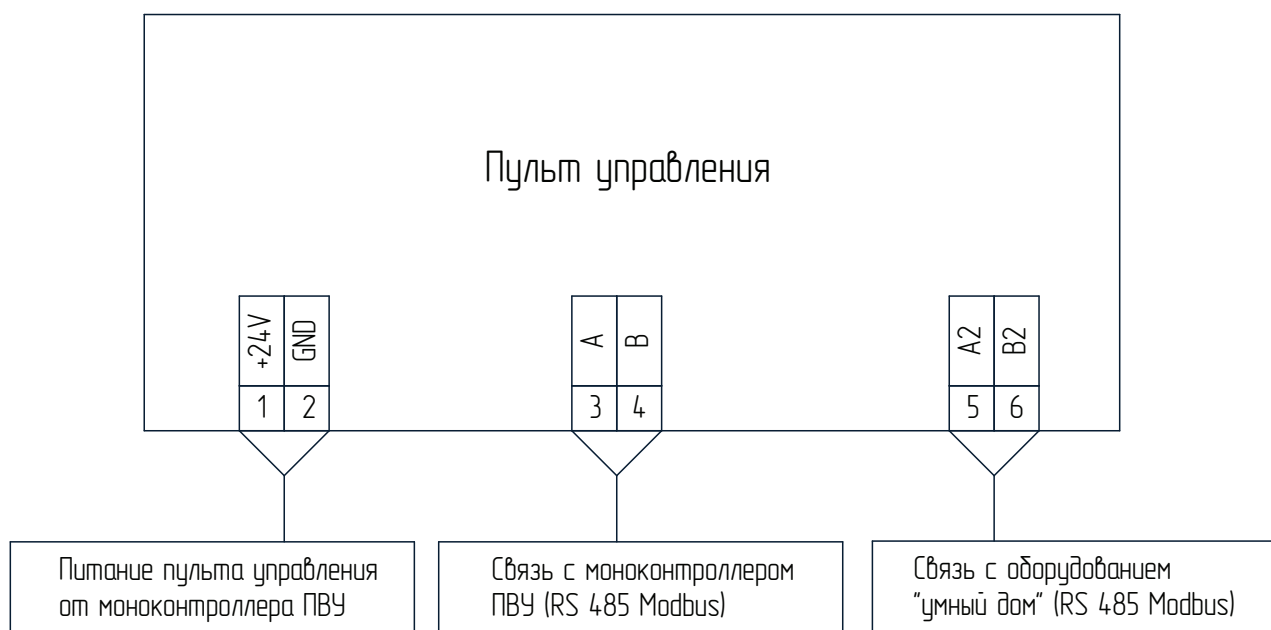 Пульт управления
+24V GND A B A2 B2
1 2 3 4 5 6
Питание пульта управления
от моноконтроллера ПВУ
Связь с моноконтроллером
ПВУ (RS 485 Modbus)
Связь с оборудованием
"умный дом" (RS 485 Modbus)